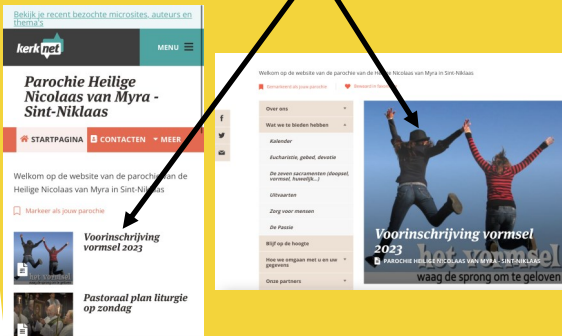 Bekijk je recent bezochte microsites, auteurs en
thema's
kerknet
MENU
Parochie Heilige
Nicolaas van Myra -
Sint-Niklaas
STARTPAGINA
CONTACTEN
MEER
Welkom op de website van de parochie van de
Heilige Nicolaas van Myra in Sint-Niklaas
Markeer als jouw parochie
Voorinschrijving
vormsel 2023
het vormsel
Pastoraal plan liturgie
op zondag
Welkom op de website van de parochie van de Heilige Nicolaas van Myra in Sint-Niklaas
Gemarkeerd als jouw parochie
Bewaard in
Over ons
Wat we te bieden hebben
Kalender
Eucharistie, gebed, devotie
De zeven sacramenten (doopsel,
vormsel, huwelijk...)
Uitvaarten
Zorg voor mensen
De Passie
Blijf op de hoogte
Hoe we omgaan met u en uw
gegevens
Onze partners
Voorinschrijving vormsel
2023
PAROCHIE HEILIGE NICOLAAS VAN MYRA - SINT-NIKLAAS
het vormsel
waag de sprong om te geloven